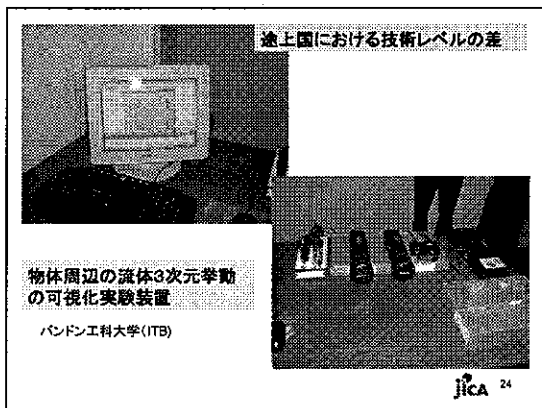 途上国における技術レベルの差
物体周辺の流体3次元挙動
の可視化実験装置
バンドン工科大学(ITB)
jICA 24